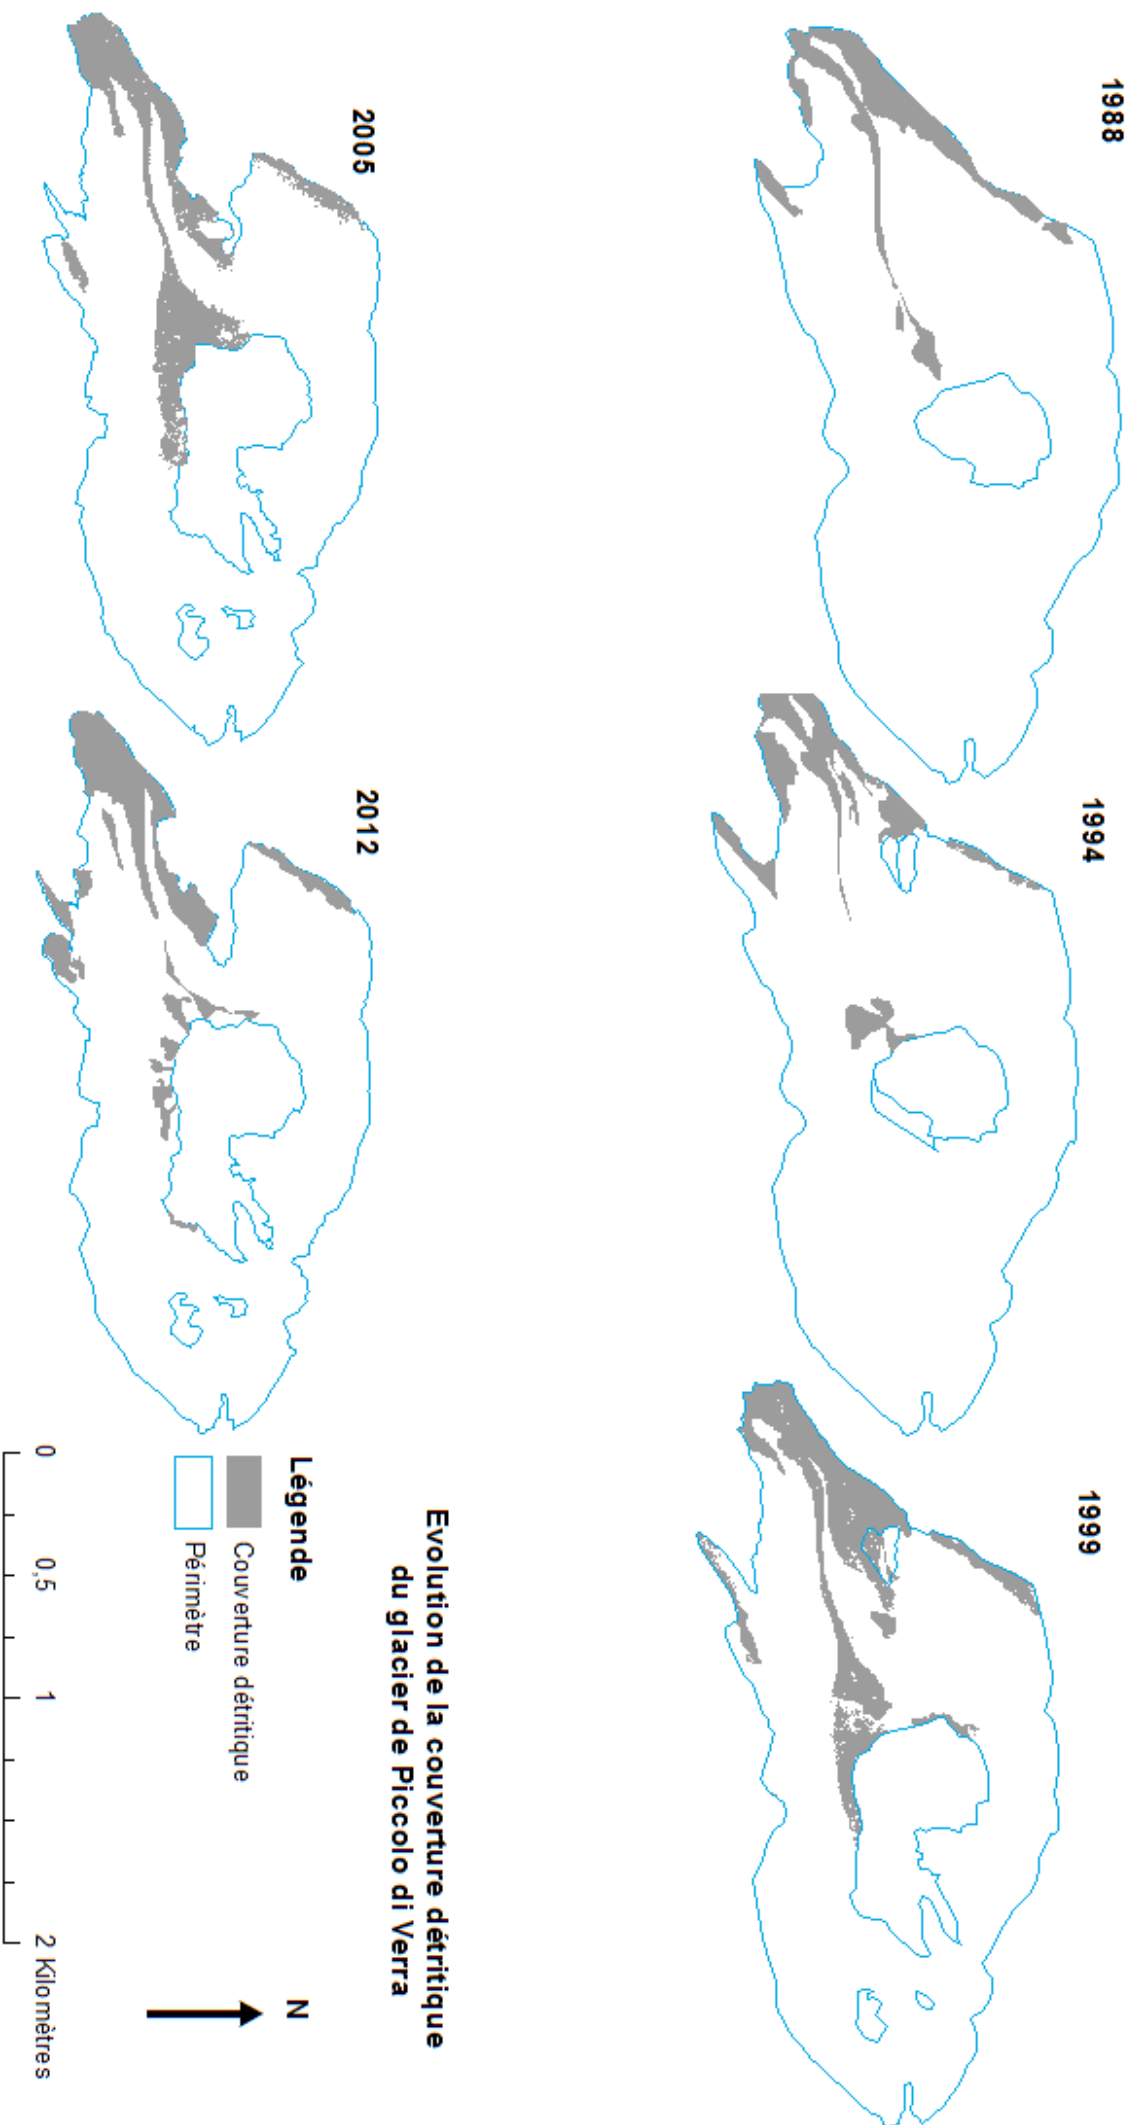 1988
1994
1999
2005
2012
Evolution de la couverture détritique
du glacier de Piccolo di Verra
Légende
Couverture détritique
Périmètre
N
0 0,5 1 2 Kilomètres